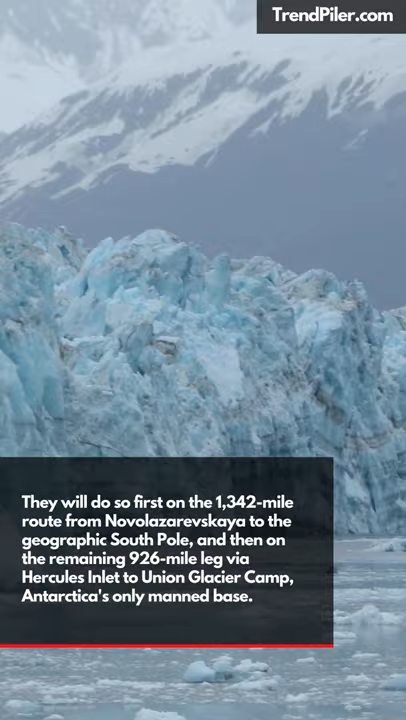 TrendPiler.com
They will do so first on the 1,342-mile
route from Novolazarevskaya to the
geographic South Pole, and then on
the remaining 926-mile leg via
Hercules Inlet to Union Glacier Camp,
Antarctica's only manned base.